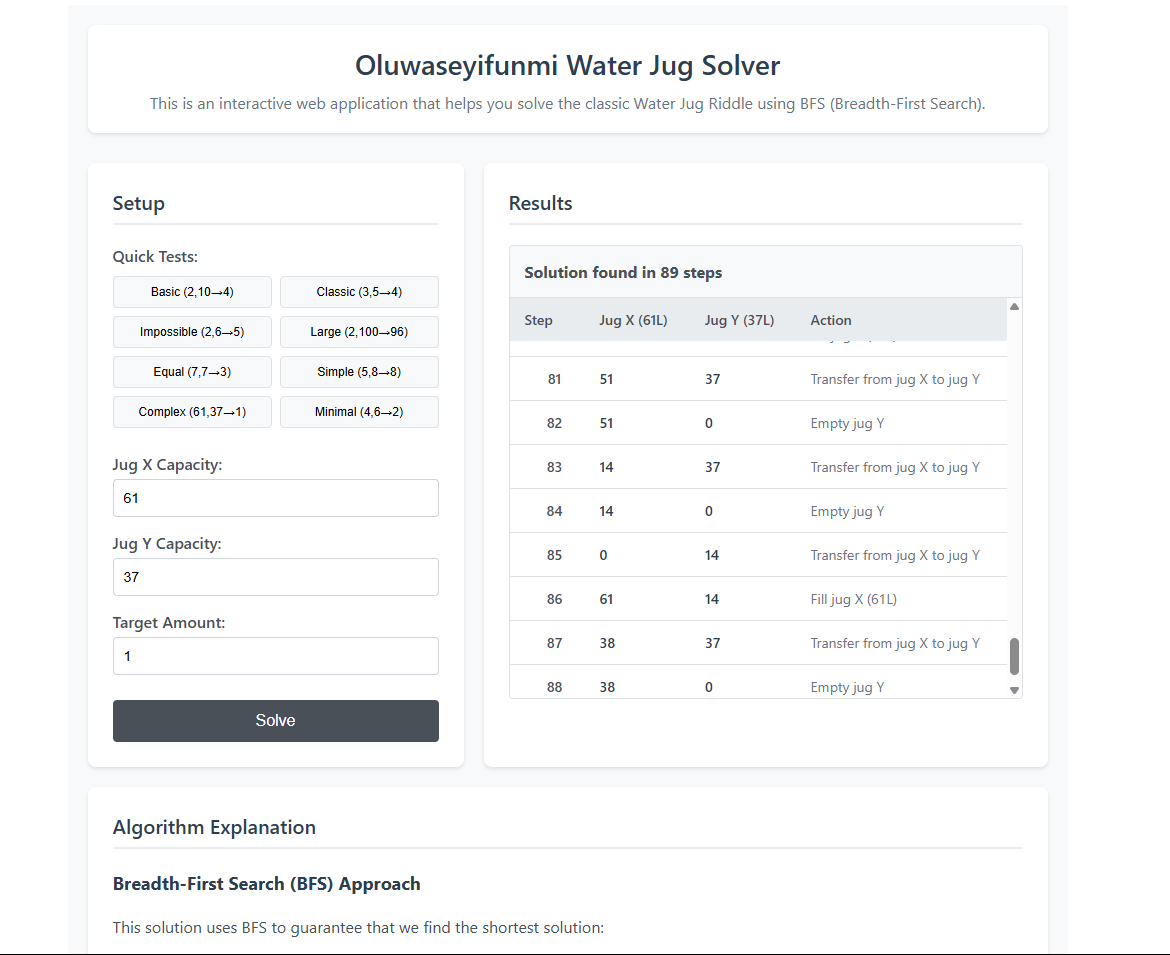 Oluwaseyifunmi Water Jug Solver
This is an interactive web application that helps you solve the classic Water Jug Riddle using BFS (Breadth-First Search).
Setup
Quick Tests:
Basic (2,10→4)
Classic (3,5→4)
Impossible (2,6→5)
Large (2,100→96)
Equal (7,7→3)
Simple (5,8→8)
Complex (61,37→1)
Minimal (4,6→2)
Jug X Capacity:
61
Jug Y Capacity:
37
Target Amount:
1
Solve
Results
Solution found in 89 steps
Step Jug X (61L) Jug Y (37L) Action
81 51 37 Transfer from jug X to jug Y
82 51 0 Empty jug Y
83 14 37 Transfer from jug X to jug Y
84 14 0 Empty jug Y
85 0 14 Transfer from jug X to jug Y
86 61 14 Fill jug X (61L)
87 38 37 Transfer from jug X to jug Y
88 38 0 Empty jug Y
Algorithm Explanation
Breadth-First Search (BFS) Approach
This solution uses BFS to guarantee that we find the shortest solution: